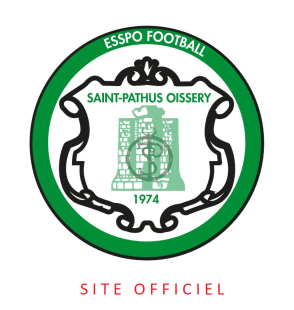 ESSPO FOOTBALL
SAINT-PATHUS OISSERY
1974
SITE OFFICIEL